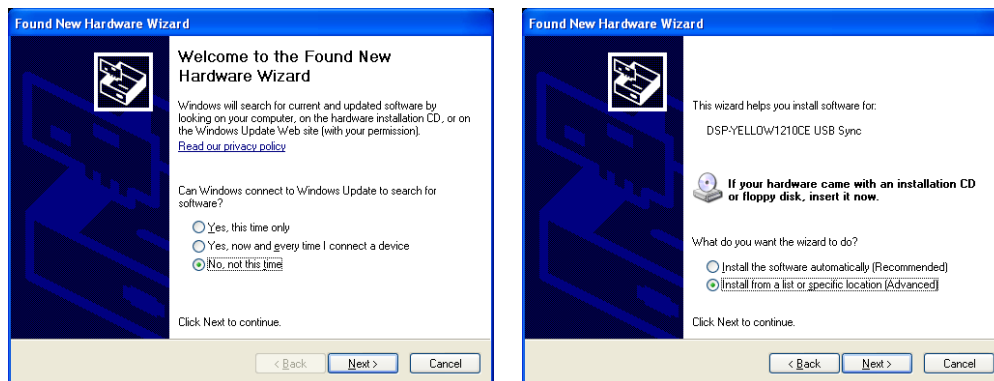 Found New Hardware Wizard
Welcome to the Found New
Hardware Wizard
Windows will search for current and updated software by
looking on your computer, on the hardware installation CD, or on
the Windows Update Web site (with your permission).
Read our privacy policy
Can Windows connect to Windows Update to search for
software?
Yes, this time only
Yes, now and every time I connect a device
No, not this time
Click Next to continue.
< Back
Next >
Cancel
Found New Hardware Wizard
This wizard helps you install software for:
DSP-YELLOW1210CE USB Sync
If your hardware came with an installation CD
or floppy disk, insert it now.
What do you want the wizard to do?
Install the software automatically (Recommended)
Install from a list or specific location (Advanced)
Click Next to continue.
< Back
Next >
Cancel